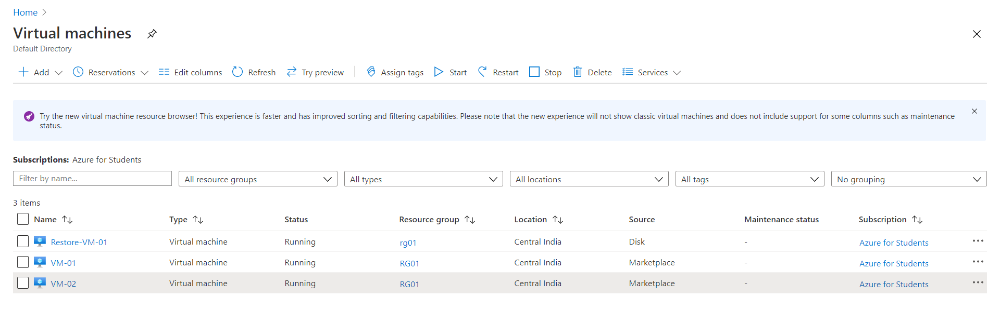 Home
Virtual machines
Default Directory
Add Reservations Edit columns Refresh Try preview Assign tags Start Restart Stop Delete Services
Try the new virtual machine resource browser! This experience is faster and has improved sorting and filtering capabilities. Please note that the new experience will not show classic virtual machines and does not include support for some columns such as maintenance
status.
Subscriptions: Azure for Students
Filter by name... All resource groups All types All locations All tags No grouping
3 items
Name Type Status Resource group Location Source Maintenance status Subscription
Restore-VM-01 Virtual machine Running rg01 Central India Disk - Azure for Students
VM-01 Virtual machine Running RG01 Central India Marketplace - Azure for Students
VM-02 Virtual machine Running RG01 Central India Marketplace - Azure for Students